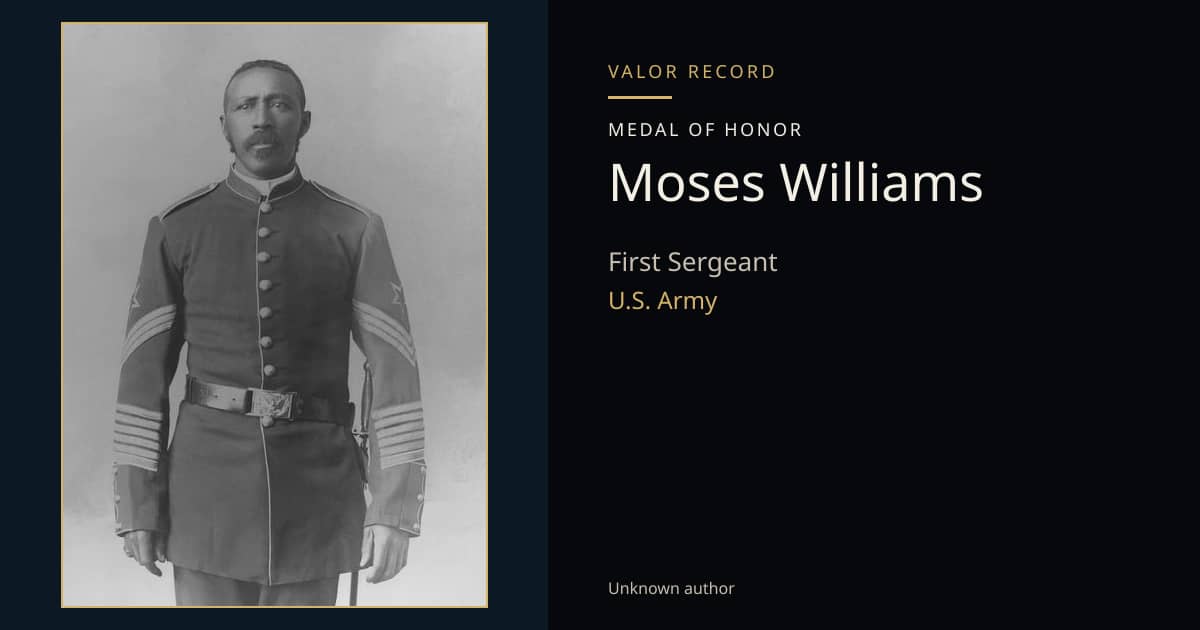 VALOR RECORD
MEDAL OF HONOR
Moses Williams
First Sergeant
U.S. Army
Unknown author